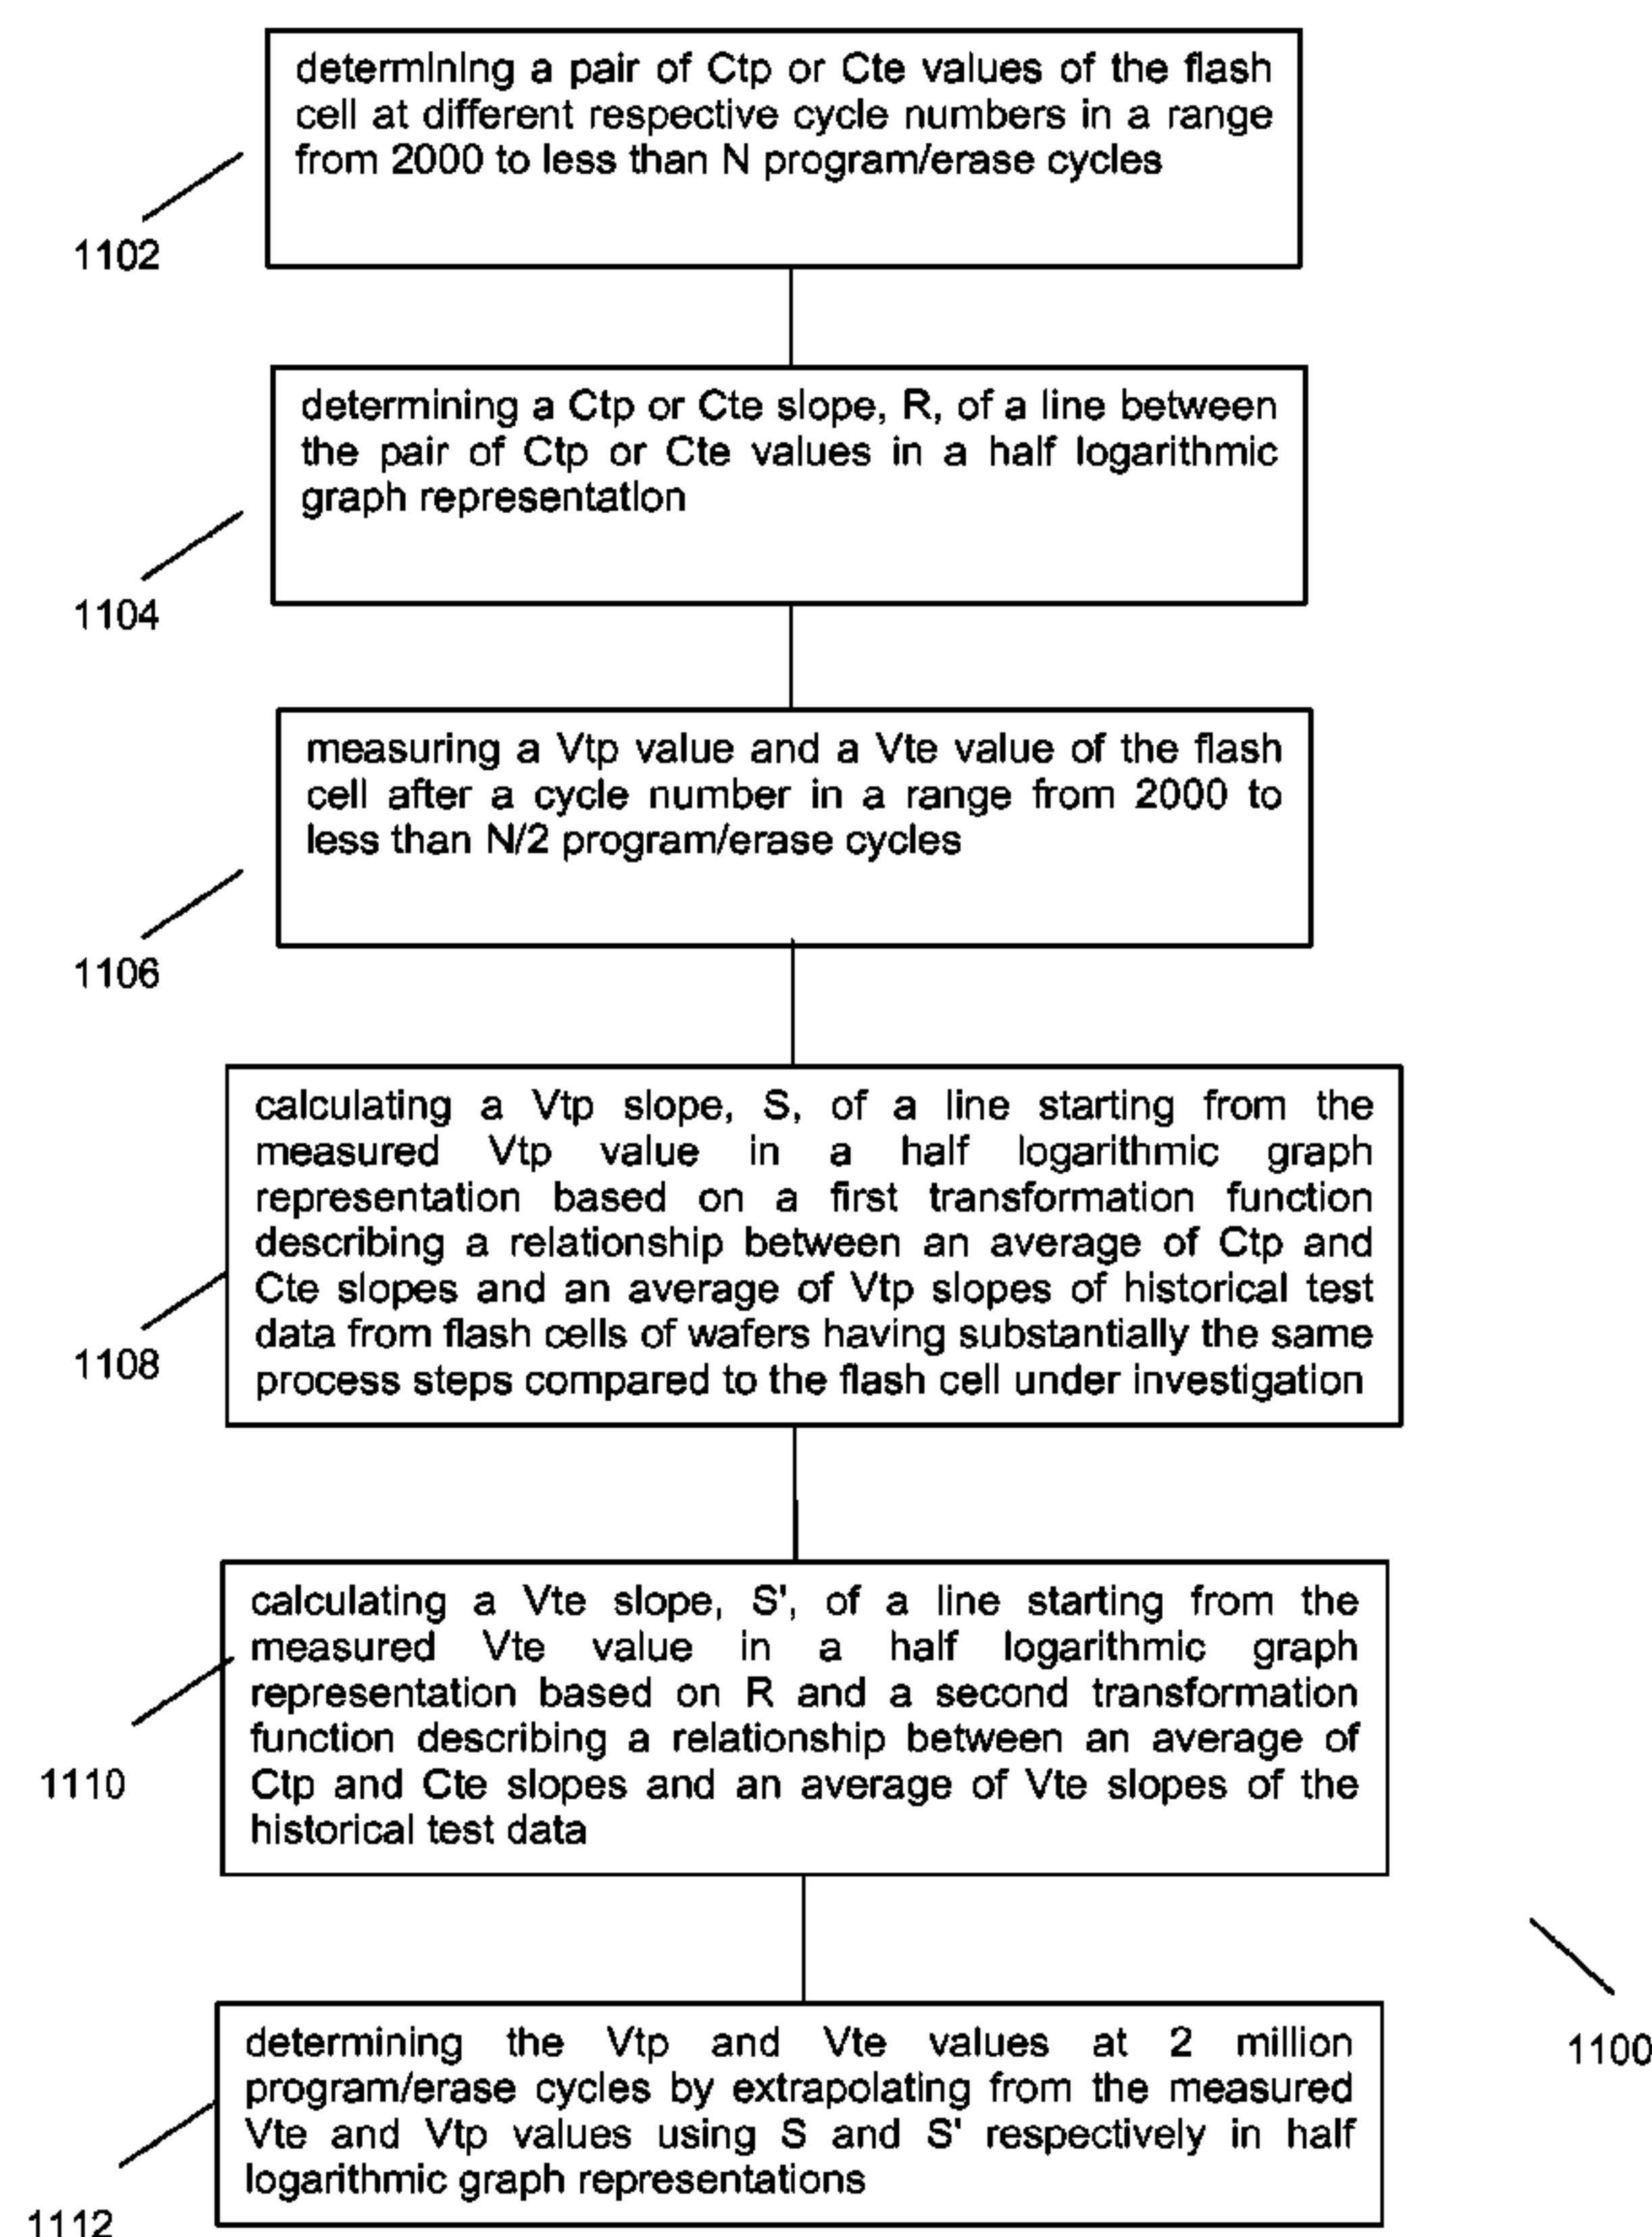 determining a pair of Ctp or Cte values of the flash
cell at different respective cycle numbers in a range
from 2000 to less than N program/erase cycles
1102
determining a Ctp or Cte slope, R, of a line between
the pair of Ctp or Cte values in a half logarithmic
graph representation
1104
measuring a Vtp value and a Vte value of the flash
cell after a cycle number in a range from 2000 to
less than N/2 program/erase cycles
1106
calculating a Vtp slope, S, of a line starting from the
measured Vtp value in a half logarithmic graph
representation based on a first transformation function
describing a relationship between an average of Ctp and
Cte slopes and an average of Vtp slopes of historical test
data from flash cells of wafers having substantially the same
process steps compared to the flash cell under investigation
1108
calculating a Vte slope, S', of a line starting from the
measured Vte value in a half logarithmic graph
representation based on R and a second transformation
function describing a relationship between an average of
Ctp and Cte slopes and an average of Vte slopes of the
historical test data
1110
determining the Vtp and Vte values at 2 million
program/erase cycles by extrapolating from the measured
Vte and Vtp values using S and S' respectively in half
logarithmic graph representations
1112
1100